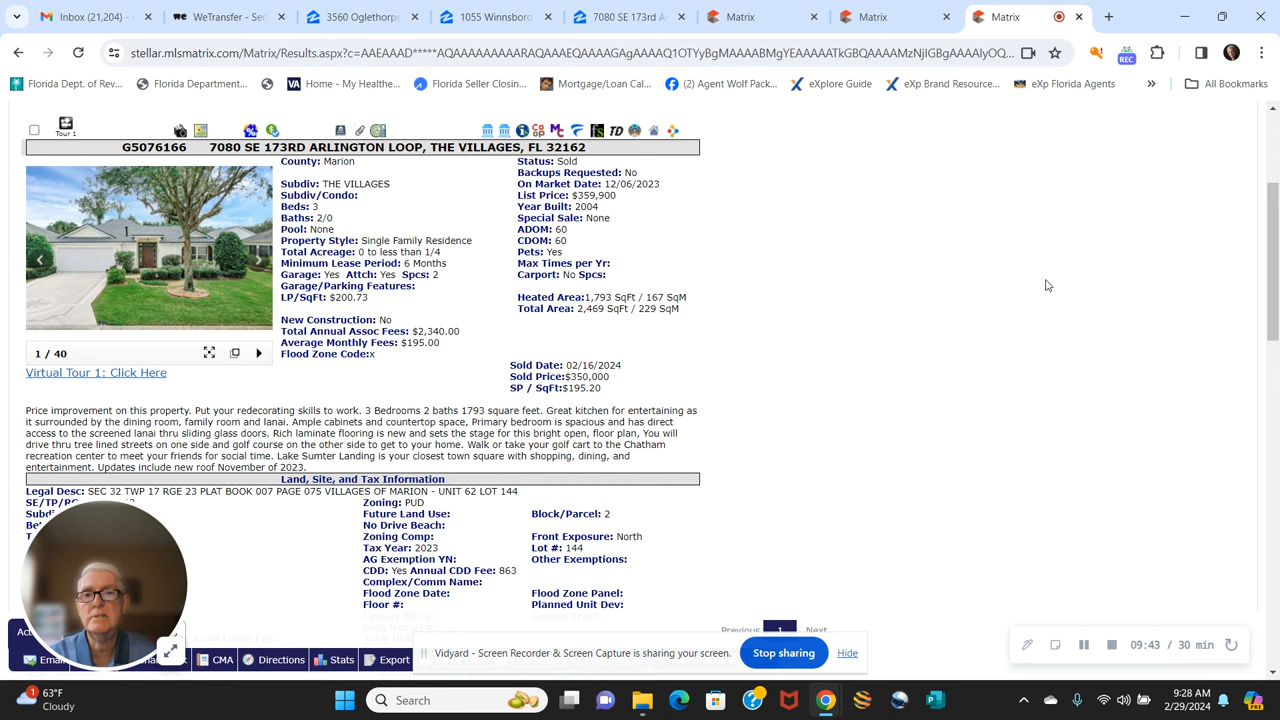 Inbox (21,204) -
WeTransfer - Sen
3560 Oglethorpe
1055 Winnsboro
7080 SE 173rd A
Matrix
Matrix
Matrix
stellar.mlsmatrix.com/Matrix/Results.aspx?c=AAEAAAD*****AQAAAAAAAAARAQAAAEQAAAAGAgAAAAQ1OTYyBgMAAAABMgYEAAAAATkGBQAAAAMzNjIGBgAAAAIyOQ...
REC
Florida Dept. of Rev...
Florida Department...
VA Home - My Healthe...
Florida Seller Closin...
Mortgage/Loan Cal...
(2) Agent Wolf Pack...
eXplore Guide
eXp Brand Resource...
eXp Florida Agents
All Bookmarks
Tour 1
G5076166 7080 SE 173RD ARLINGTON LOOP, THE VILLAGES, FL 32162
County: Marion
Subdiv: THE VILLAGES
Subdiv/Condo:
Beds: 3
Baths: 2/0
Pool: None
Property Style: Single Family Residence
Total Acreage: 0 to less than 1/4
Minimum Lease Period: 6 Months
Garage: Yes Attch: Yes Spcs: 2
Garage/Parking Features:
LP/SqFt: $200.73
New Construction: No
Total Annual Assoc Fees: $2,340.00
Average Monthly Fees: $195.00
Flood Zone Code:x
Status: Sold
Backups Requested: No
On Market Date: 12/06/2023
List Price: $359,900
Year Built: 2004
Special Sale: None
ADOM: 60
CDOM: 60
Pets: Yes
Max Times per Yr:
Carport: No Spcs:
Heated Area:1,793 SqFt / 167 SqM
Total Area: 2,469 SqFt / 229 SqM
Sold Date: 02/16/2024
Sold Price:$350,000
SP / SqFt:$195.20
1 / 40
Virtual Tour 1: Click Here
Price improvement on this property. Put your redecorating skills to work. 3 Bedrooms 2 baths 1793 square feet. Great kitchen for entertaining as
it surrounded by the dining room, family room and lanai. Ample cabinets and countertop space, Primary bedroom is spacious and has direct
access to the screened lanai thru sliding glass doors. Rich laminate flooring is new and sets the stage for this bright open, floor plan, You will
drive thru tree lined streets on one side and golf course on the other side to get to your home. Walk or take your golf cart to the Chatham
recreation center to meet your friends for social time. Lake Sumter Landing is your closest town square with shopping, dining, and
entertainment. Updates include new roof November of 2023.
Land, Site, and Tax Information
Legal Desc: SEC 32 TWP 17 RGE 23 PLAT BOOK 007 PAGE 075 VILLAGES OF MARION - UNIT 62 LOT 144
SE/TP/RG
Subdi
Zoning: PUD
Future Land Use:
No Drive Beach:
Zoning Comp:
Tax Year: 2023
AG Exemption YN:
CDD: Yes Annual CDD Fee: 863
Complex/Comm Name:
Flood Zone Date:
Floor #:
Block/Parcel: 2
Front Exposure: North
Lot #: 144
Other Exemptions:
Flood Zone Panel:
Planned Unit Dev:
Land Lease Fee:
Previous 1 Next
Email
CMA
Directions
Stats
Export
Vidyard - Screen Recorder & Screen Capture is sharing your screen.
Stop sharing
Hide
09:43 / 30 min
1
63°F
Cloudy
Search
9:28 AM
2/29/2024